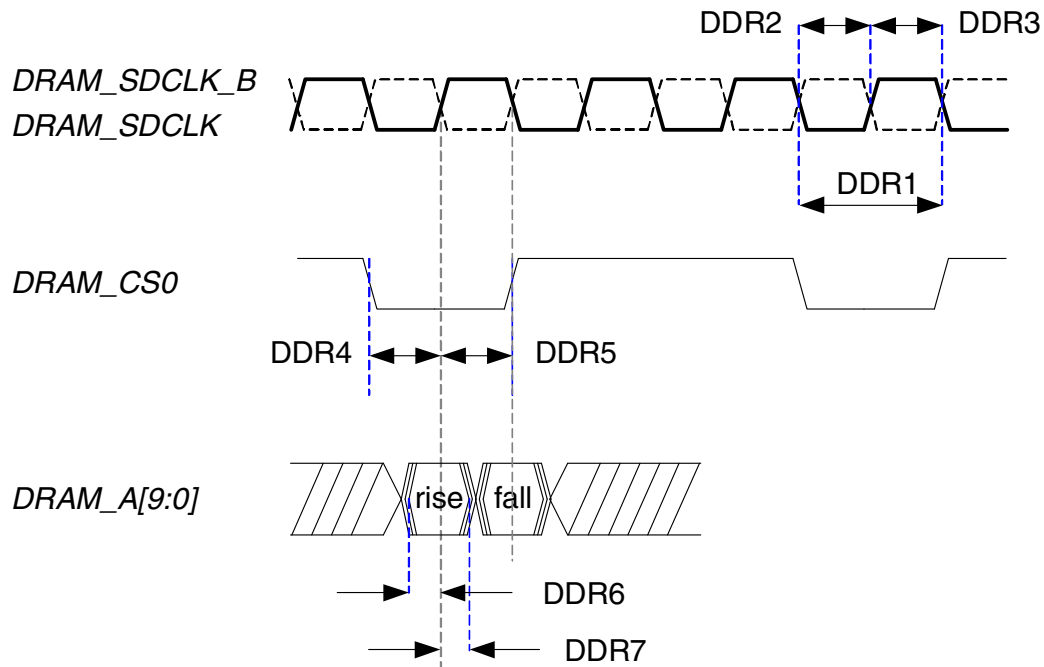 DDR2
DDR3
DRAM_SDCLK_B
DRAM_SDCLK
DDR1
DRAM_CS0
DDR4
DDR5
DRAM_A[9:0]
rise
fall
DDR6
DDR7